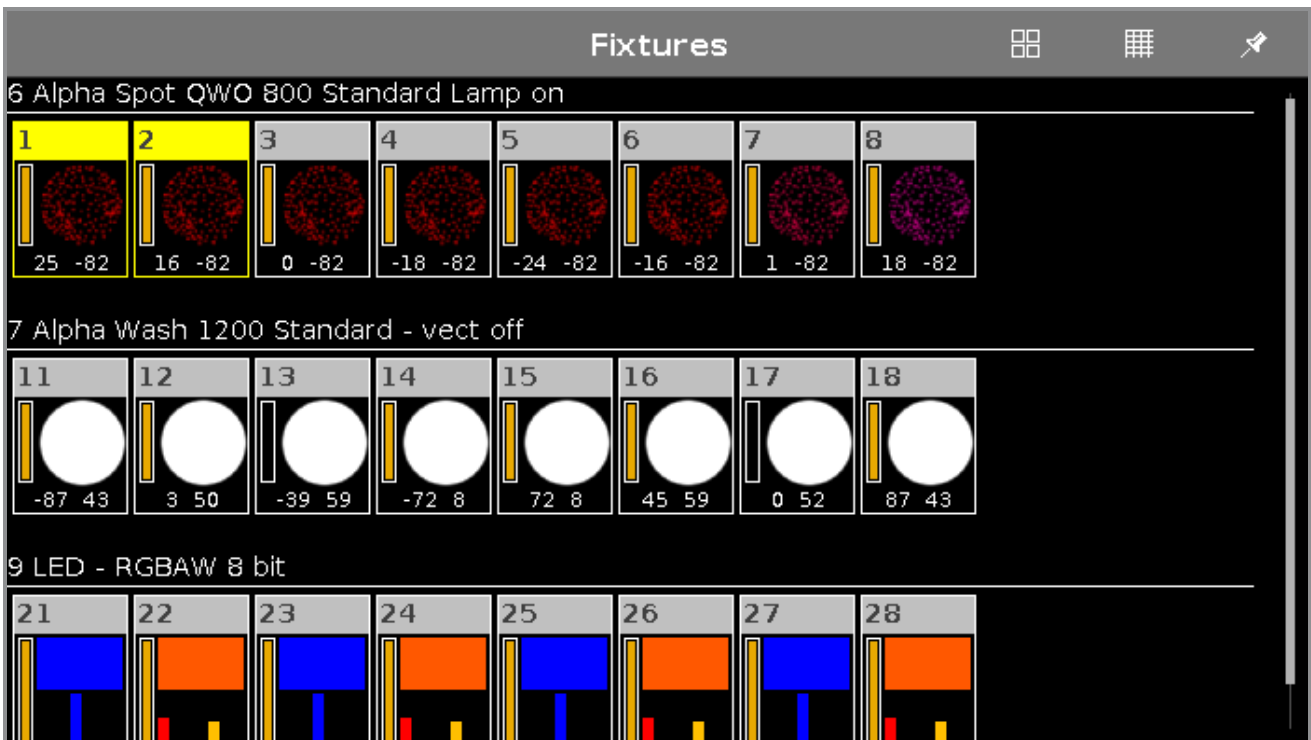 Fixtures
6 Alpha Spot QWO 800 Standard Lamp on
1 2 3 4 5 6 7 8
25 -82 16 -82 0 -82 -18 -82 -24 -82 -16 -82 1 -82 18 -82
7 Alpha Wash 1200 Standard - vect off
11 12 13 14 15 16 17 18
-87 43 3 50 -39 59 -72 8 72 8 45 59 0 52 87 43
9 LED - RGBAW 8 bit
21 22 23 24 25 26 27 28